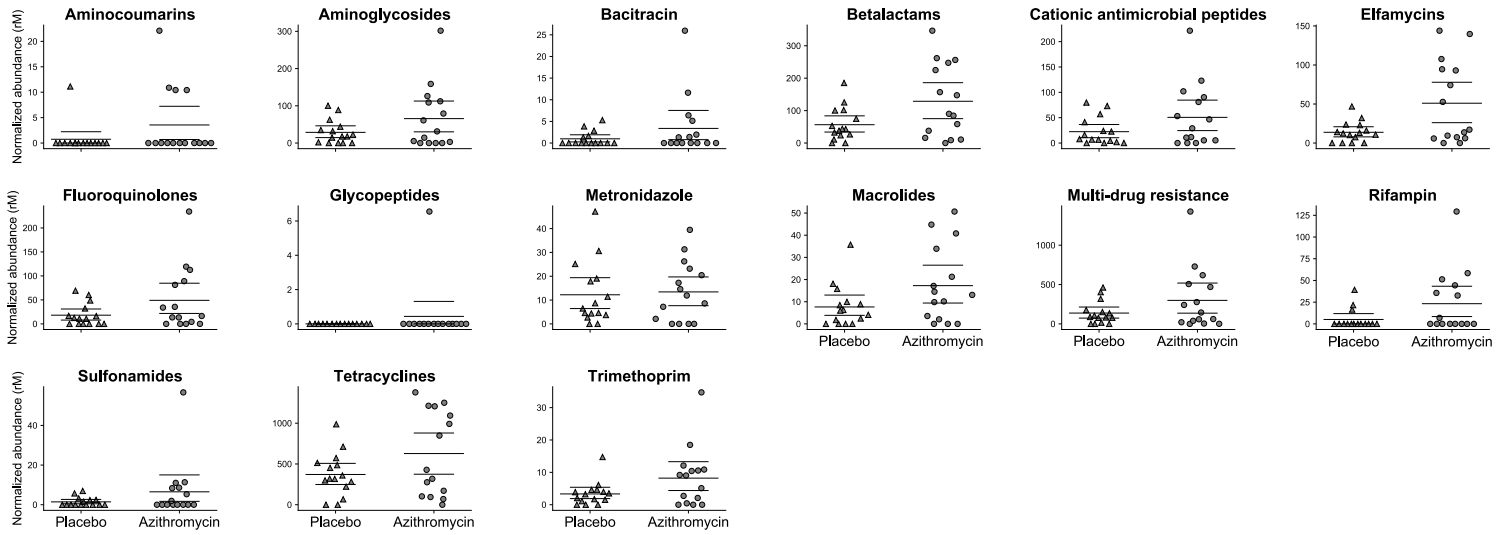 Aminocoumarins
Aminoglycosides
Bacitracin
Betalactams
Cationic antimicrobial peptides
Elfamycins
Normalized abundance (rM)
20
15
10
5
0
300
200
100
0
25
20
15
10
5
0
300
200
100
0
200
150
100
50
0
150
100
50
0
Fluoroquinolones
Glycopeptides
Metronidazole
Macrolides
Multi-drug resistance
Rifampin
Normalized abundance (rM)
200
150
100
50
0
6
4
2
0
40
30
20
10
0
50
40
30
20
10
0
1000
500
0
125
100
75
50
25
0
Placebo
Azithromycin
Placebo
Azithromycin
Placebo
Azithromycin
Sulfonamides
Tetracyclines
Trimethoprim
Normalized abundance (rM)
40
20
0
1000
500
0
30
20
10
0
Placebo
Azithromycin
Placebo
Azithromycin
Placebo
Azithromycin